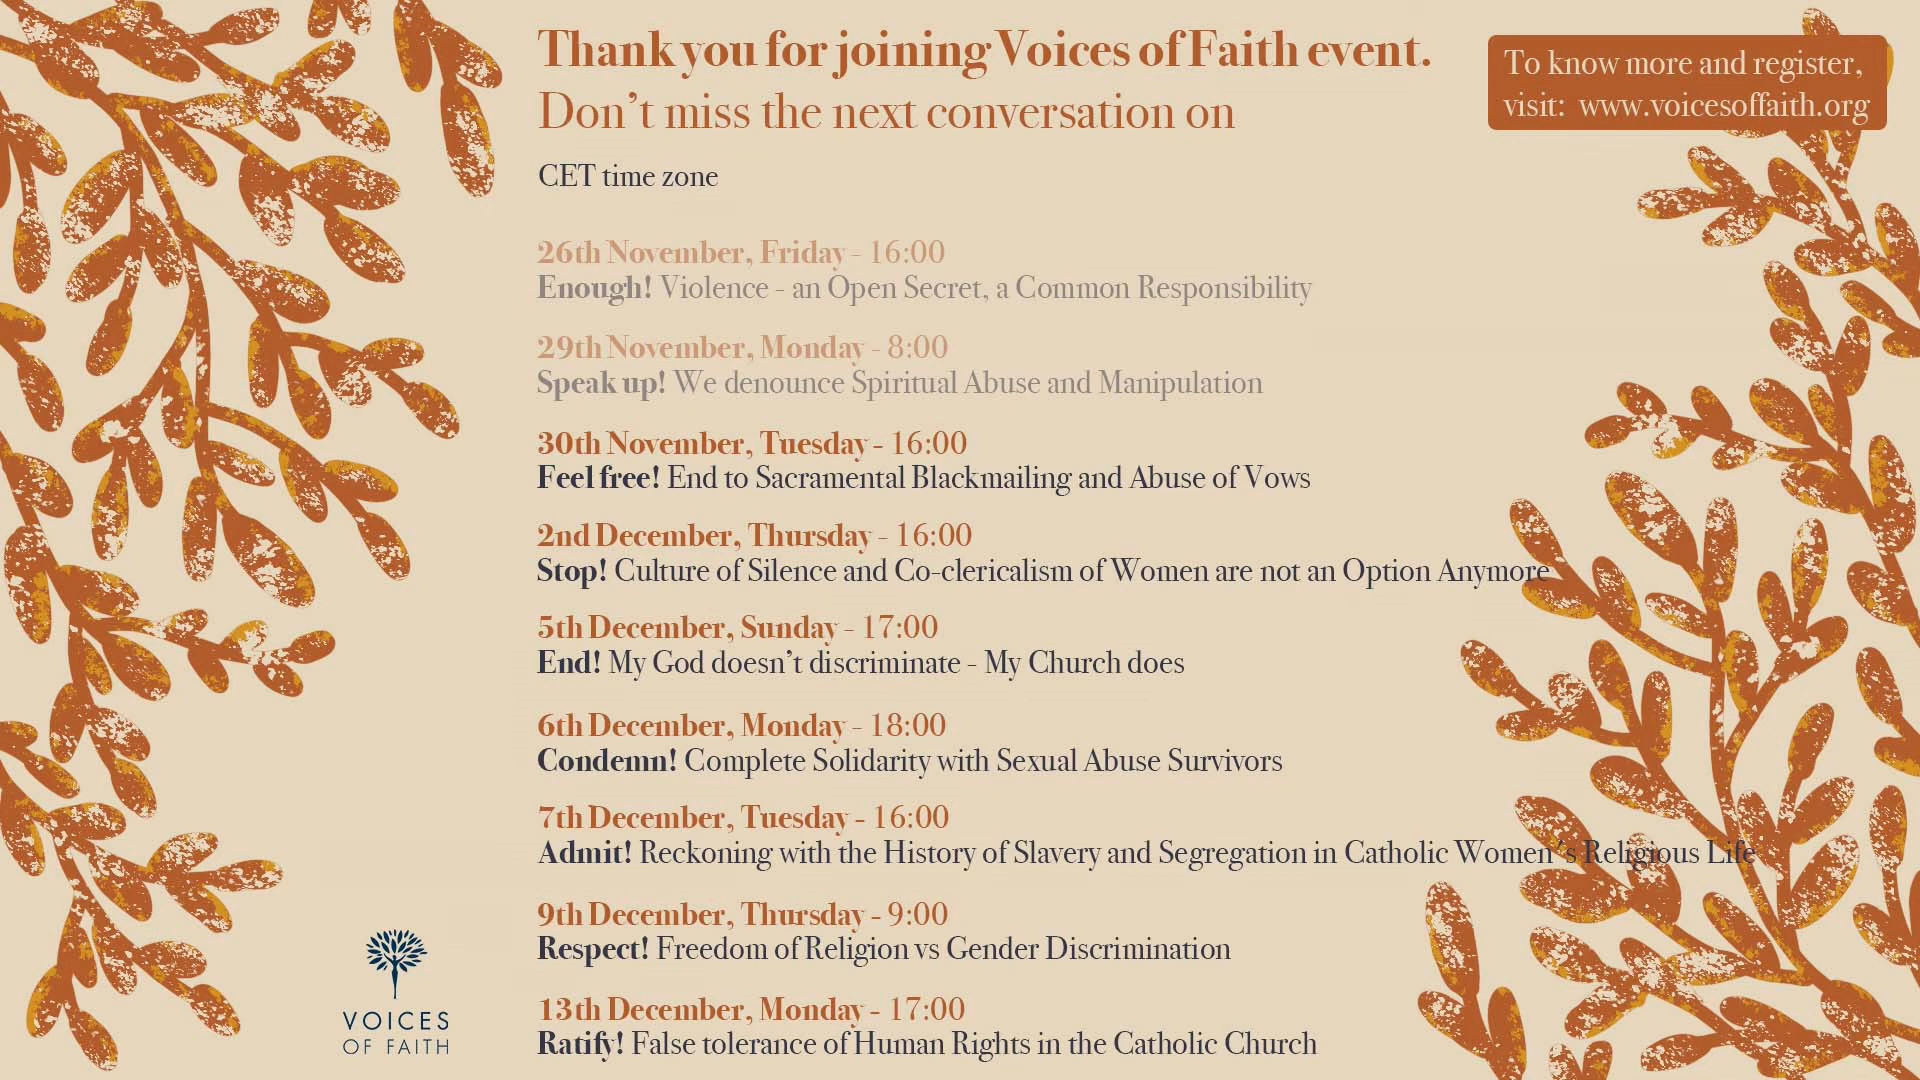 Thank you for joining Voices of Faith event.
Don't miss the next conversation on
To know more and register,
visit: www.voicesoffaith.org
CET time zone
26th November, Friday - 16:00
Enough! Violence - an Open Secret, a Common Responsibility
29th November, Monday - 8:00
Speak up! We denounce Spiritual Abuse and Manipulation
30th November, Tuesday - 16:00
Feel free! End to Sacramental Blackmailing and Abuse of Vows
2nd December, Thursday - 16:00
Stop! Culture of Silence and Co-clericalism of Women are not an Option Anymore
5th December, Sunday - 17:00
End! My God doesn't discriminate - My Church does
6th December, Monday - 18:00
Condemn! Complete Solidarity with Sexual Abuse Survivors
7th December, Tuesday - 16:00
Admit! Reckoning with the History of Slavery and Segregation in Catholic Women's Religious Life
9th December, Thursday - 9:00
Respect! Freedom of Religion vs Gender Discrimination
13th December, Monday - 17:00
Ratify! False tolerance of Human Rights in the Catholic Church
VOICES
OF FAITH